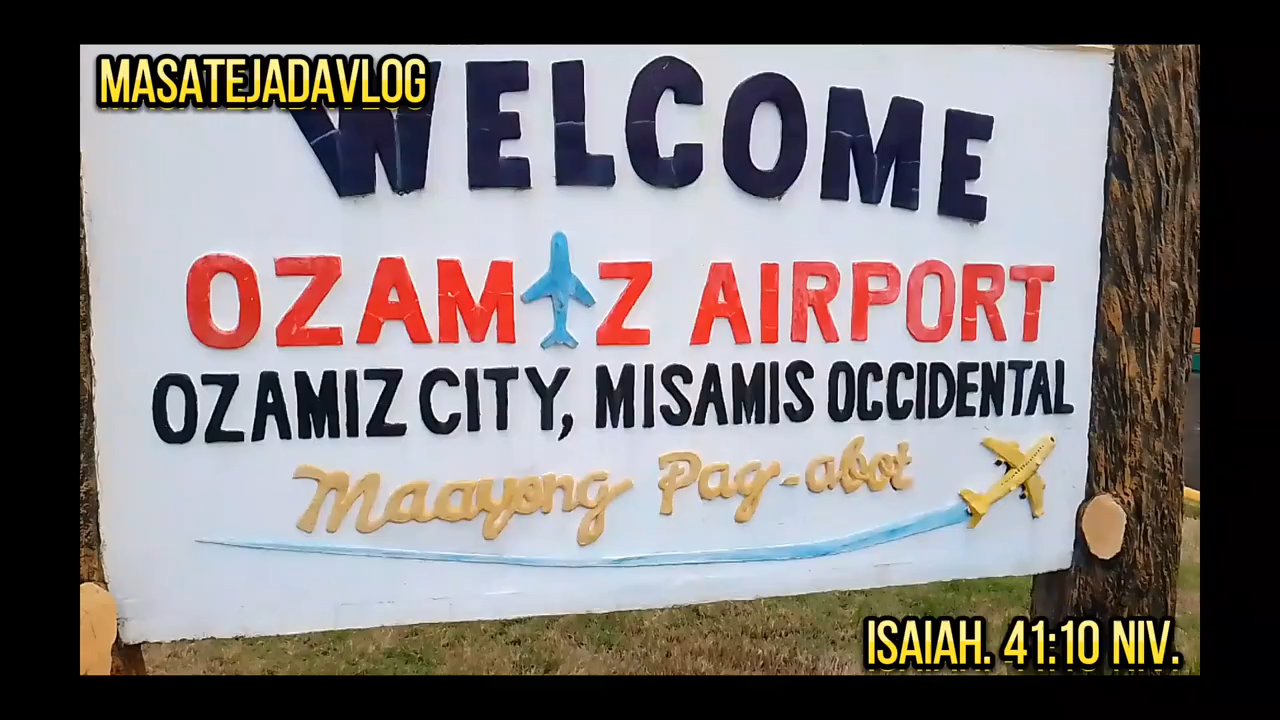 MASATEJADAVLOG
WELCOME
OZAMIZ AIRPORT
OZAMIZ CITY, MISAMIS OCCIDENTAL
Maayong Pag-abot
ISAIAH. 41:10 NIV.